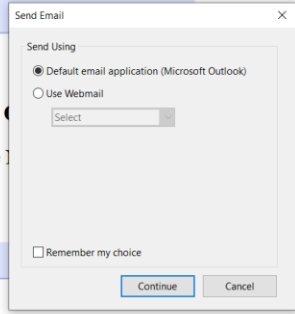 Send Email
Send Using
Default email application (Microsoft Outlook)
Use Webmail
Select
Remember my choice
Continue
Cancel